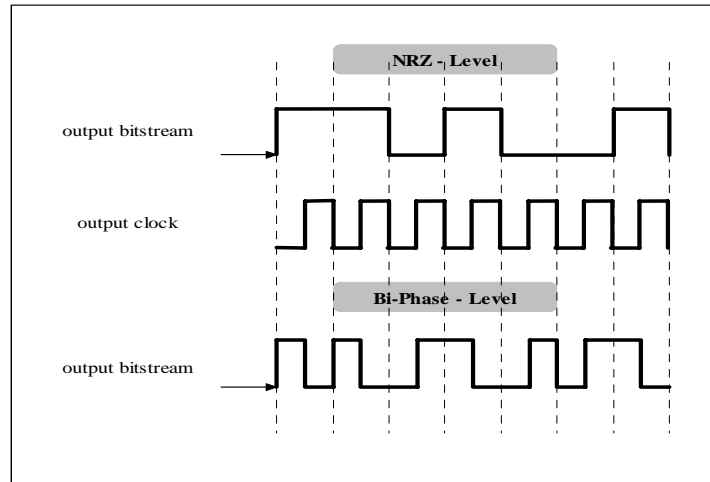 NRZ - Level
output bitstream
output clock
Bi-Phase - Level
output bitstream